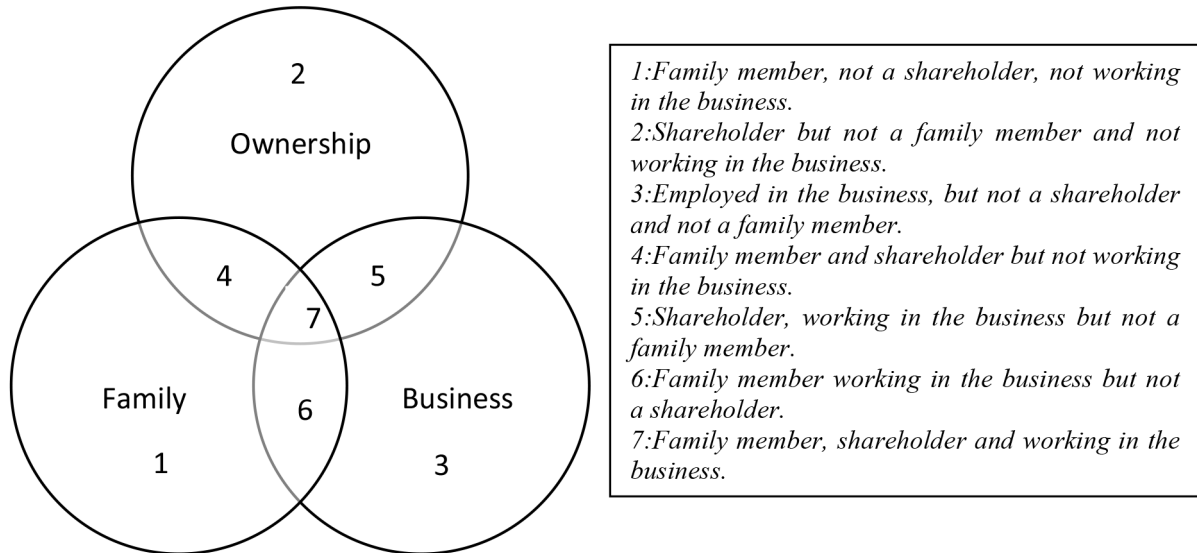 2
Ownership
4
5
7
Family
6
Business
1
3
1:Family member, not a shareholder, not working
in the business.
2:Shareholder but not a family member and not
working in the business.
3:Employed in the business, but not a shareholder
and not a family member.
4:Family member and shareholder but not working
in the business.
5:Shareholder, working in the business but not a
family member.
6:Family member working in the business but not
a shareholder.
7:Family member, shareholder and working in the
business.